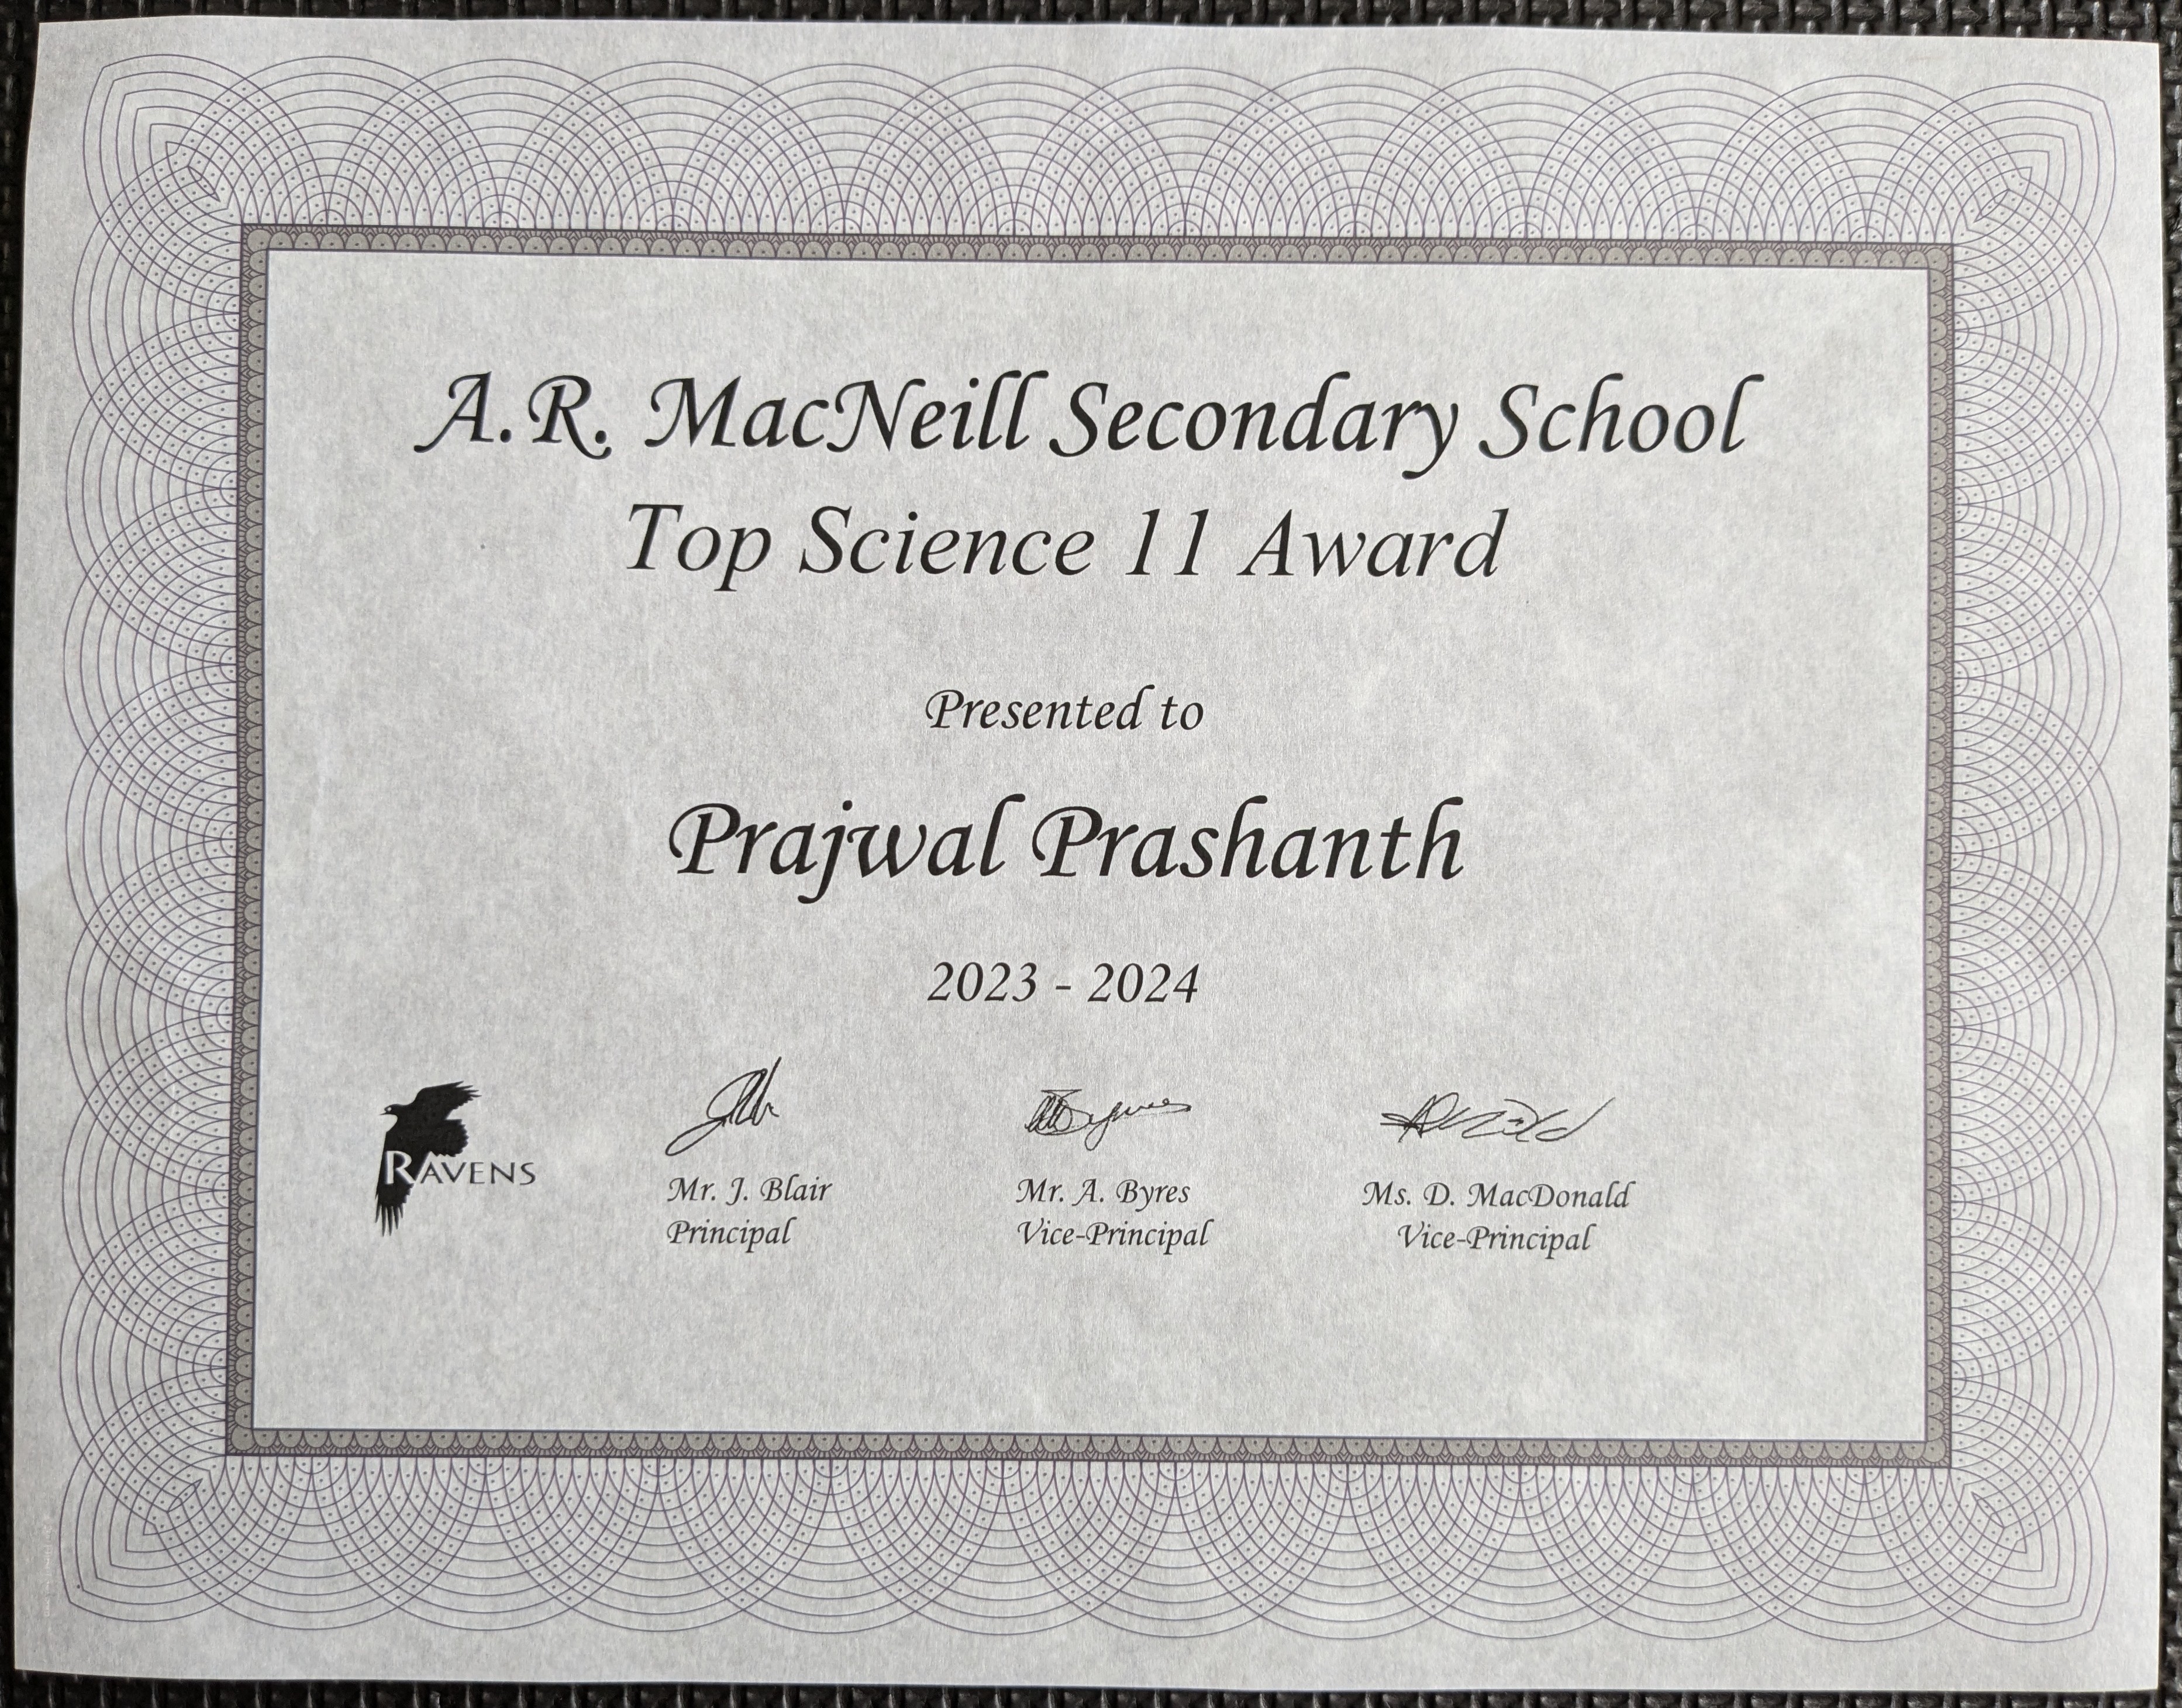 A.R. MacNeill Secondary School
Top Science 11 Award
Presented to
Prajwal Prashanth
2023 - 2024
RAVENS
Mr. J. Blair
Principal
Mr. A. Byres
Vice-Principal
Ms. D. MacDonald
Vice-Principal